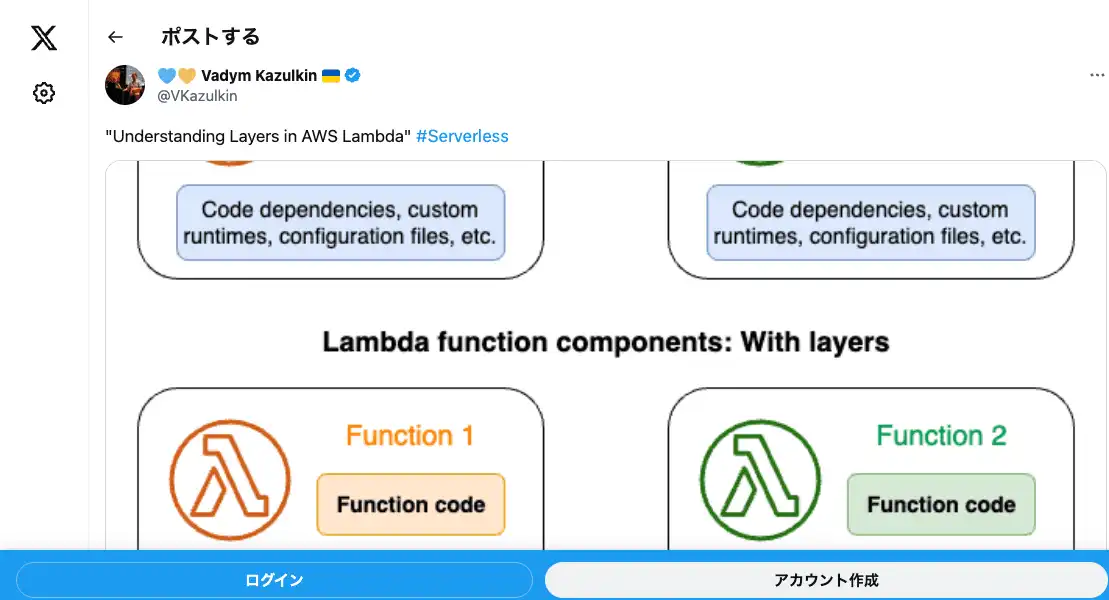 ポストする
Vadym Kazulkin
@VKazulkin
"Understanding Layers in AWS Lambda" #Serverless
Code dependencies, custom
runtimes, configuration files, etc.
Code dependencies, custom
runtimes, configuration files, etc.
Lambda function components: With layers
Function 1
Function code
Function 2
Function code
ログイン
アカウント作成